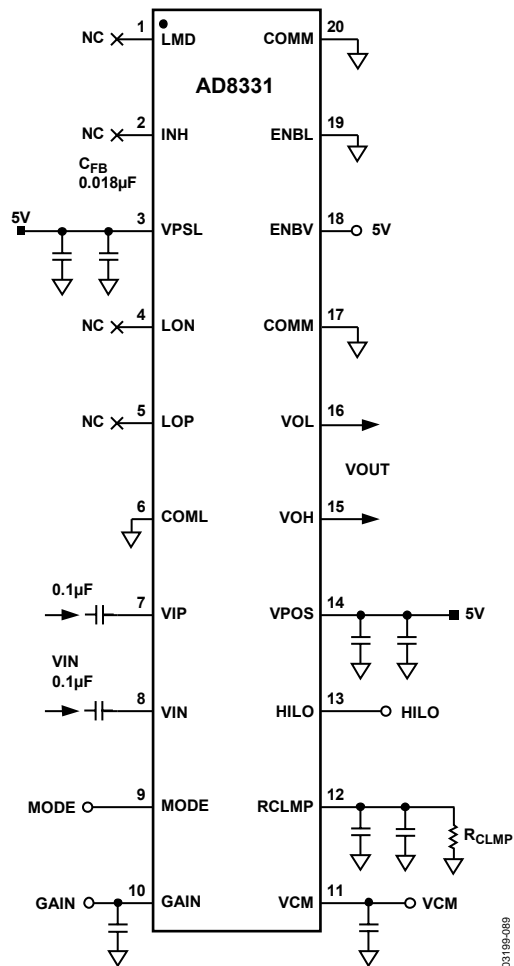 NC 1 LMD
COMM 20
AD8331
NC 2 INH
ENBL 19
CFB
0.018µF
5V 3 VPSL
ENBV 18 5V
NC 4 LON
COMM 17
NC 5 LOP
VOL 16
VOUT
6 COML
VOH 15
0.1µF
7 VIP
VPOS 14 5V
VIN
0.1µF
8 VIN
HILO 13 HILO
MODE 9 MODE
RCLMP 12
RCLMP
GAIN 10 GAIN
VCM 11 VCM
03199-089